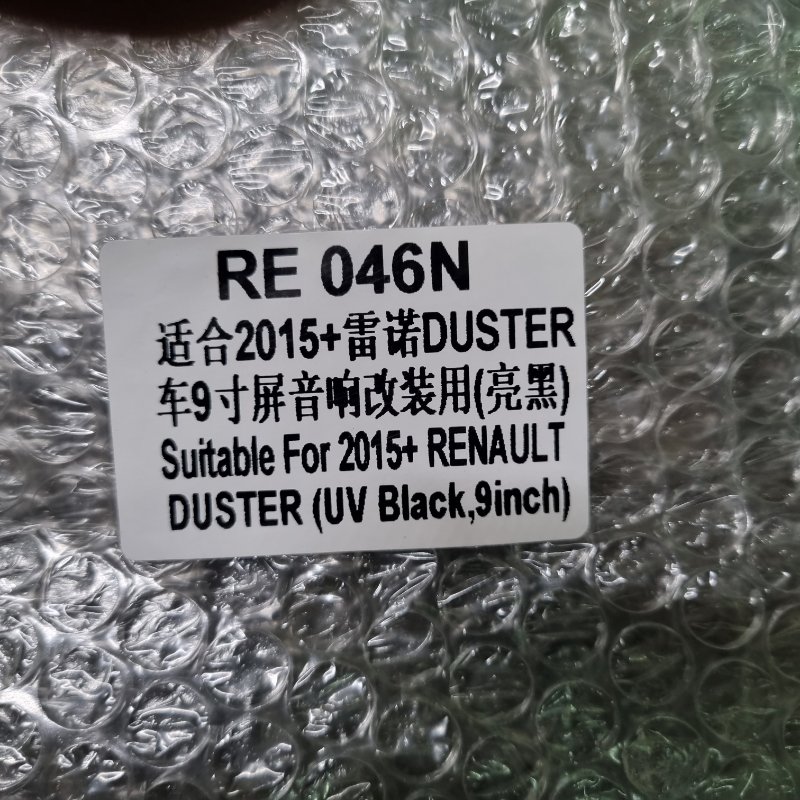 RE 046N
适合2015+雷诺DUSTER
车9寸屏音响改装用(亮黑)
Suitable For 2015+ RENAULT
DUSTER (UV Black,9inch)